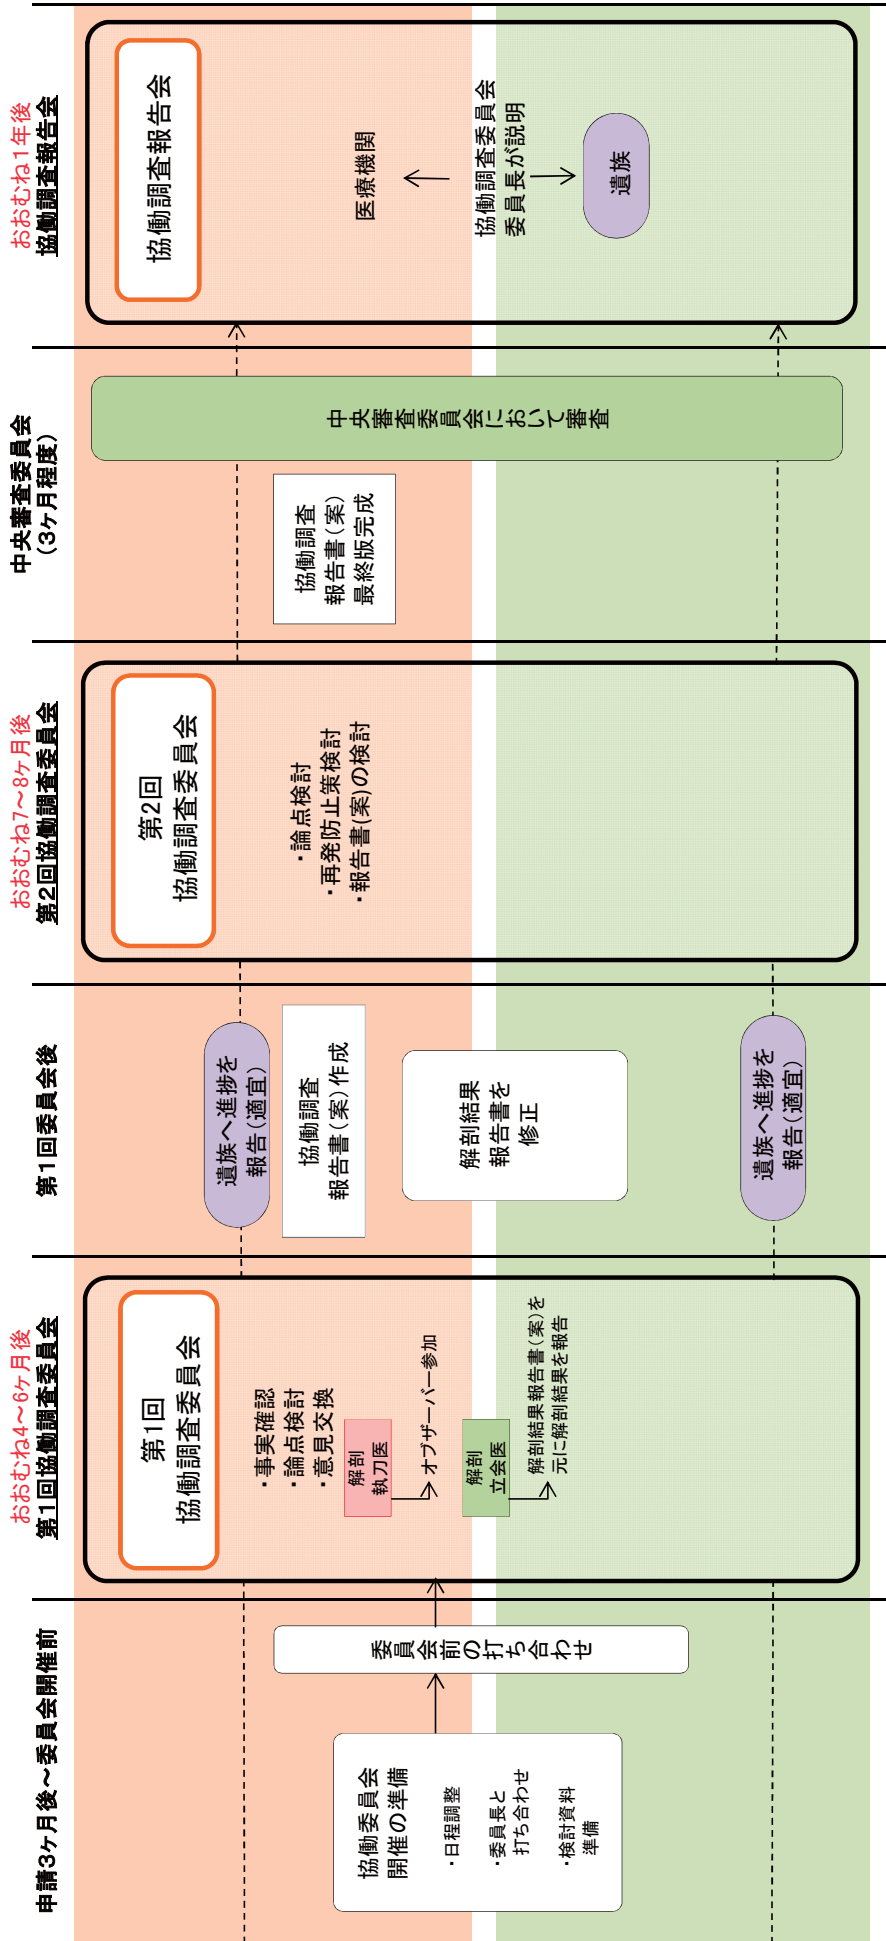 申請3ヶ月後～委員会開催前
協働委員会
開催の準備
・日程調整
・委員長と
打ち合わせ
・検討資料
準備
委員会前の打ち合わせ
おおむね4～6ヶ月後
第1回協働調査委員会
第1回
協働調査委員会
・事実確認
・論点検討
・意見交換
解剖
執刀医
オブザーバー参加
解剖
立会医
解剖結果報告書(案)を
元に解剖結果を報告
第1回委員会後
遺族へ進捗を
報告(適宜)
協働調査
報告書(案)作成
解剖結果
報告書を
修正
遺族へ進捗を
報告(適宜)
おおむね7～8ヶ月後
第2回協働調査委員会
第2回
協働調査委員会
・論点検討
・再発防止策検討
・報告書(案)の検討
中央審査委員会
(3ヶ月程度)
協働調査
報告書(案)
最終版完成
中央審査委員会において審査
おおむね1年後
協働調査報告会
協働調査報告会
医療機関
協働調査委員会
委員長が説明
遺族